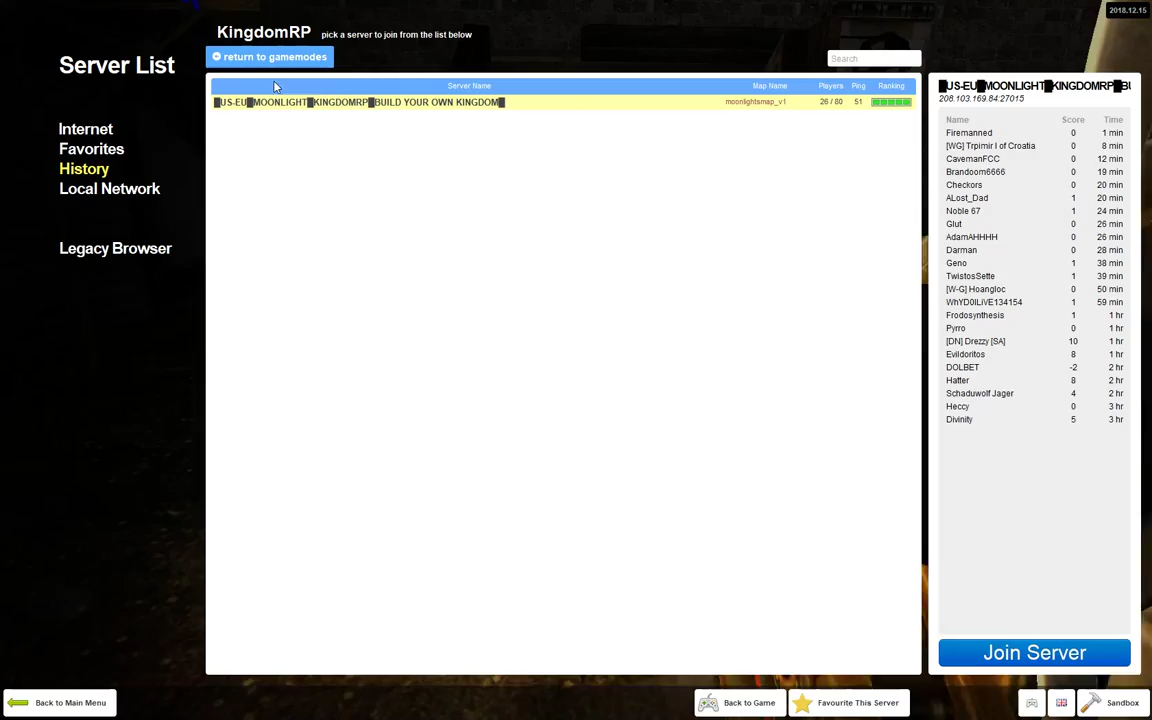 2018.12.15
KingdomRP pick a server to join from the list below
Server List
return to gamemodes
Search
Internet
Favorites
History
Local Network
Legacy Browser
Server Name Map Name Players Ping Ranking
█US-EU█MOONLIGHT█KINGDOMRP█BUILD YOUR OWN KINGDOM█ moonlightsmap_v1 26 / 80 51
█US-EU█MOONLIGHT█KINGDOMRP█BU
208.103.169.84:27015
Name Score Time
Firemanned 0 1 min
[WG] Trpimir I of Croatia 0 8 min
CavemanFCC 0 12 min
Brandoom6666 0 19 min
Checkors 0 20 min
ALost_Dad 1 20 min
Noble 67 1 24 min
Glut 0 26 min
AdamAHHHH 0 26 min
Darman 0 28 min
Geno 1 38 min
TwistosSette 1 39 min
[W-G] Hoangloc 0 50 min
WhYD0ILiVE134154 1 59 min
Frodosynthesis 1 1 hr
Pyrro 0 1 hr
[DN] Drezzy [SA] 10 1 hr
Evildoritos 8 1 hr
DOLBET -2 2 hr
Hatter 8 2 hr
Schaduwolf Jager 4 2 hr
Heccy 0 3 hr
Divinity 5 3 hr
Join Server
Back to Main Menu
Back to Game
Favourite This Server
Sandbox